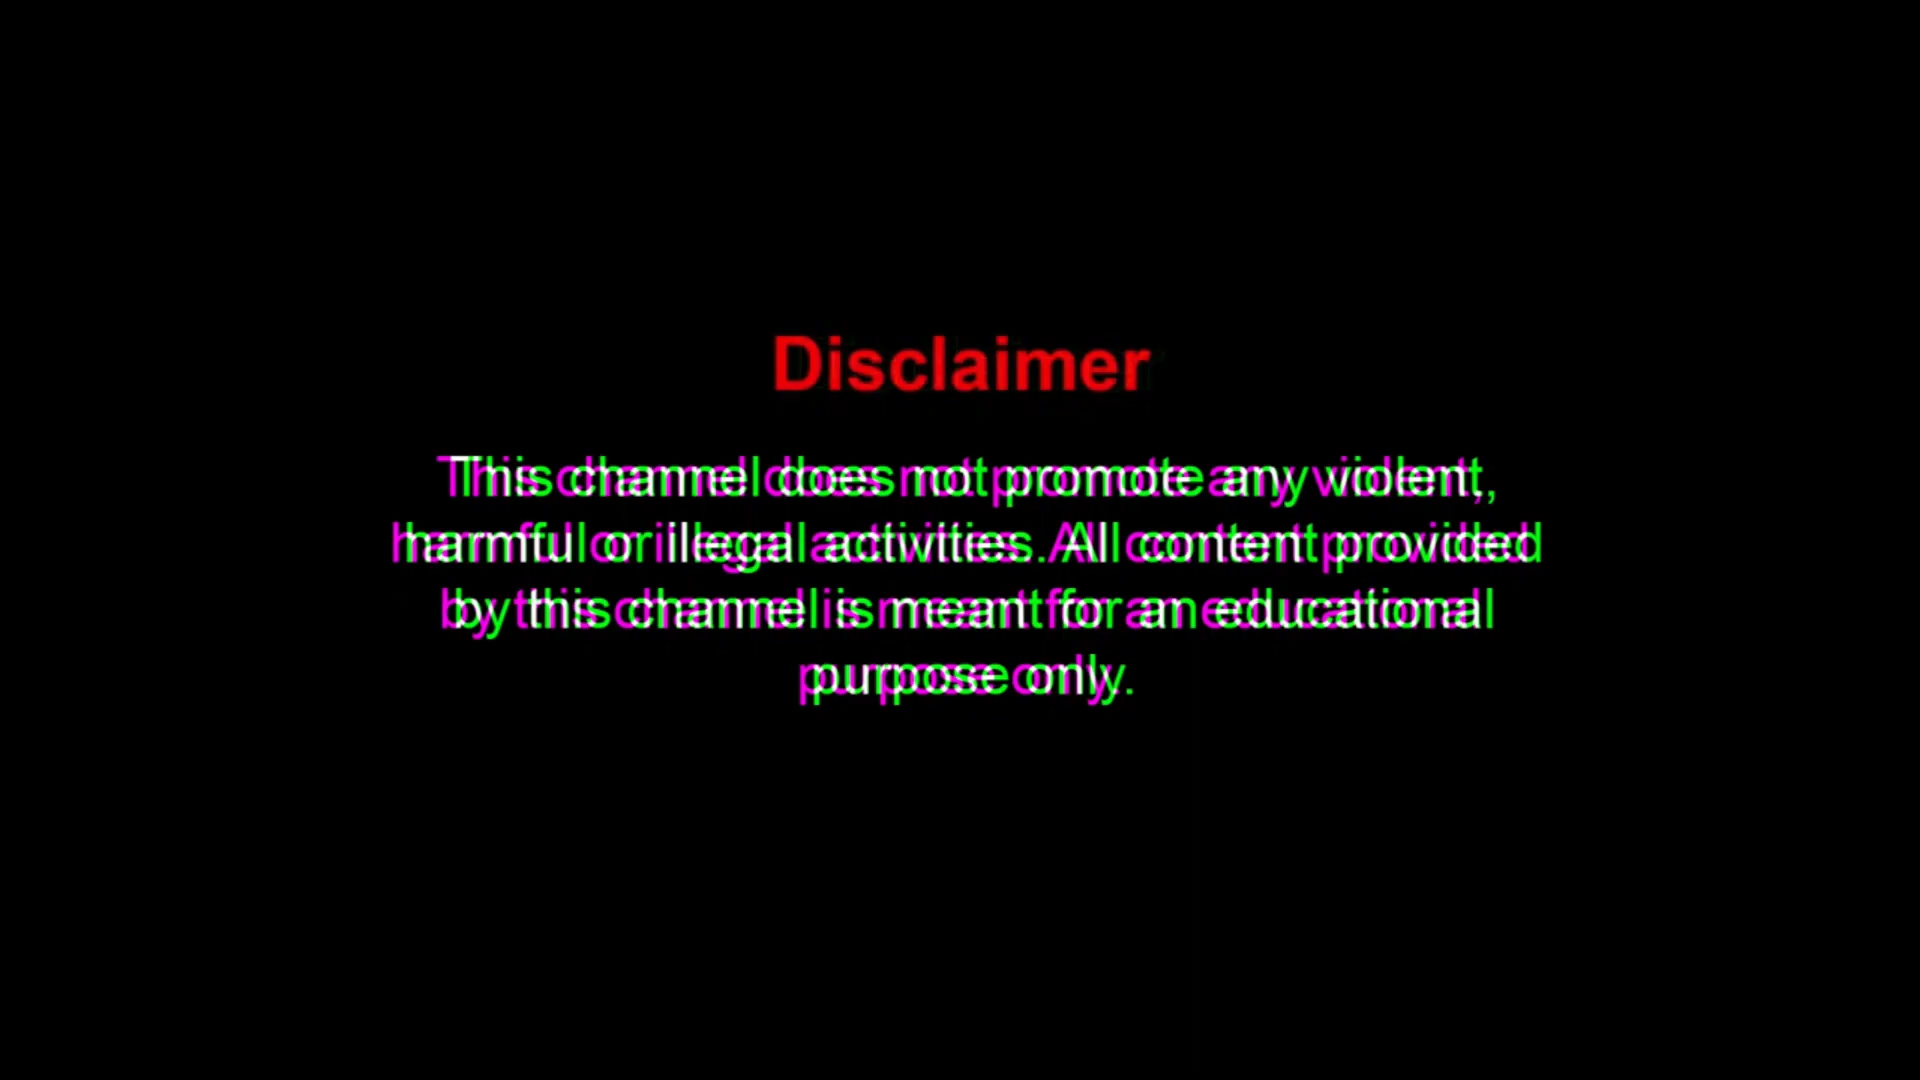 Disclaimer
This channel does not promote any violent,
harmful or illegal activities. All content provided
by this channel is meant for an educational
purpose only.